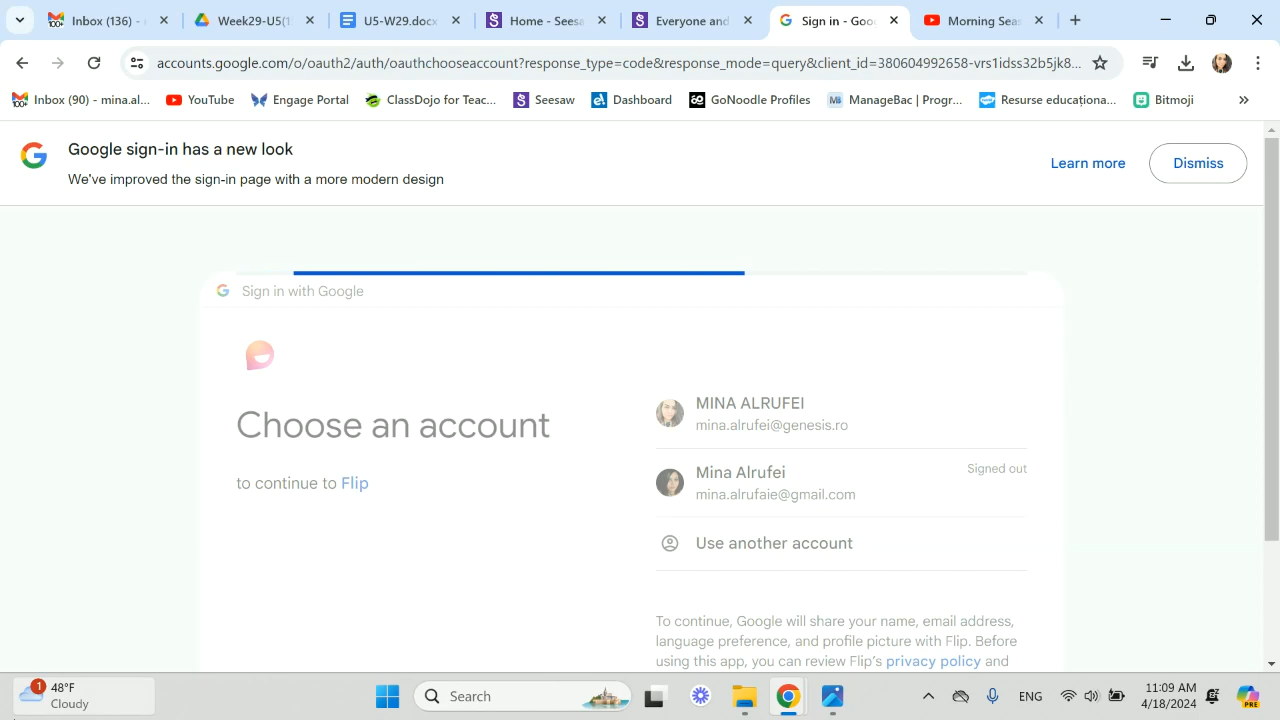 Inbox (136) -
Week29-U5(1
U5-W29.docx
Home - Seesa
Everyone and
Sign in - Goo
Morning Seas
accounts.google.com/o/oauth2/auth/oauthchooseaccount?response_type=code&response_mode=query&client_id=380604992658-vrs1idss32b5jk8...
Inbox (90) - mina.al...
YouTube
Engage Portal
ClassDojo for Teac...
Seesaw
Dashboard
GoNoodle Profiles
ManageBac | Progr...
Resurse educaționa...
Bitmoji
Google sign-in has a new look
We've improved the sign-in page with a more modern design
Learn more
Dismiss
Sign in with Google
Choose an account
to continue to Flip
MINA ALRUFEI
mina.alrufei@genesis.ro
Mina Alrufei
Signed out
mina.alrufaie@gmail.com
Use another account
To continue, Google will share your name, email address,
language preference, and profile picture with Flip. Before
using this app, you can review Flip's privacy policy and
1
48°F
Cloudy
Search
ENG
11:09 AM
4/18/2024
PRE